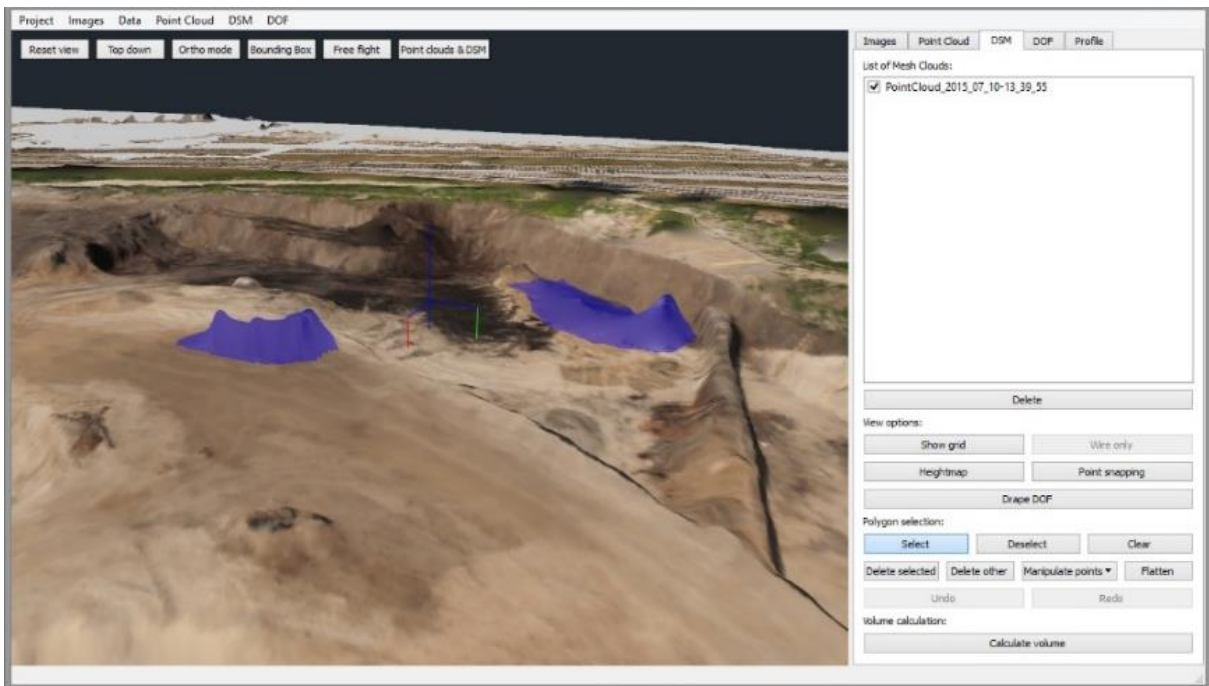 Project Images Data Point Cloud DSM DOF
Reset view Top down Ortho mode Bounding Box Free flight Point clouds & DSM
Images Point Cloud DSM DOF Profile
List of Mesh Clouds:
PointCloud_2015_07_10-13_39_55
Delete
View options:
Show grid Wire only
Heightmap Point snapping
Drape DOF
Polygon selection:
Select Deselect Clear
Delete selected Delete other Manipulate points Flatten
Undo Redo
Volume calculation:
Calculate volume